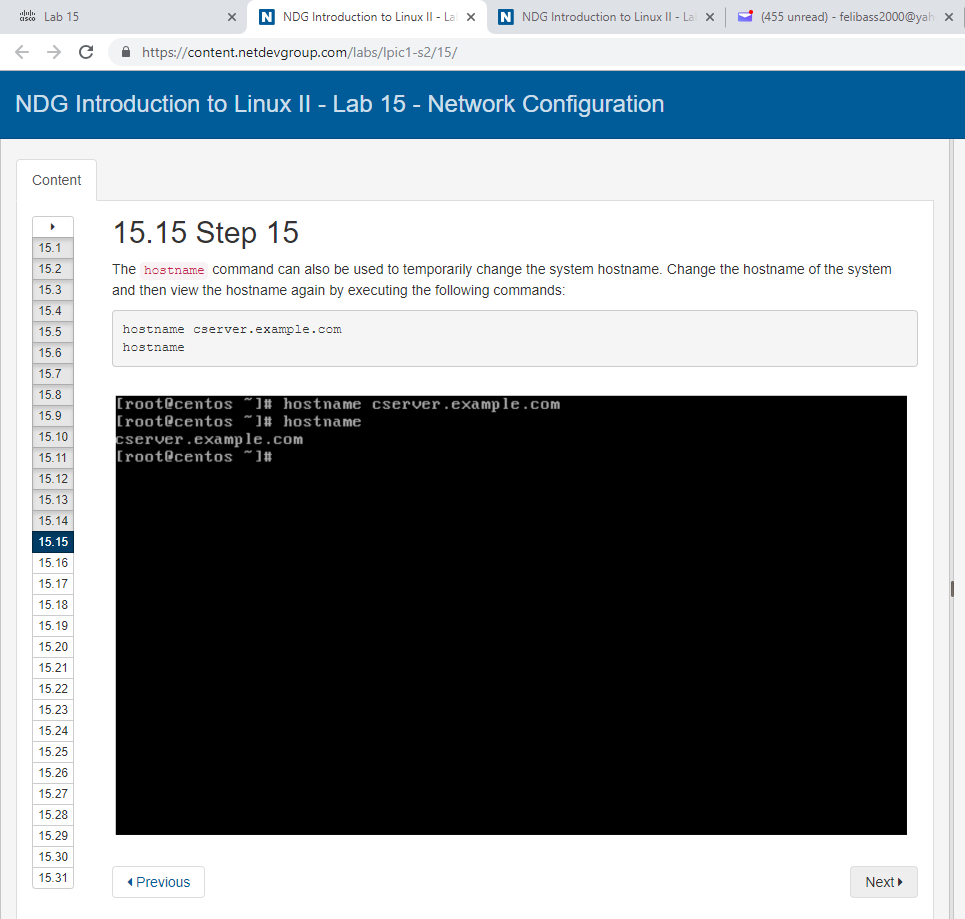 Lab 15
NDG Introduction to Linux II - La
NDG Introduction to Linux II - La
(455 unread) - felibass2000@yah
https://content.netdevgroup.com/labs/lpic1-s2/15/
NDG Introduction to Linux II - Lab 15 - Network Configuration
Content
15.1
15.2
15.3
15.4
15.5
15.6
15.7
15.8
15.9
15.10
15.11
15.12
15.13
15.14
15.15
15.16
15.17
15.18
15.19
15.20
15.21
15.22
15.23
15.24
15.25
15.26
15.27
15.28
15.29
15.30
15.31
15.15 Step 15
The hostname command can also be used to temporarily change the system hostname. Change the hostname of the system
and then view the hostname again by executing the following commands:
hostname cserver.example.com
hostname
[root@centos ~]# hostname cserver.example.com
[root@centos ~]# hostname
cserver.example.com
[root@centos ~]#
Previous
Next